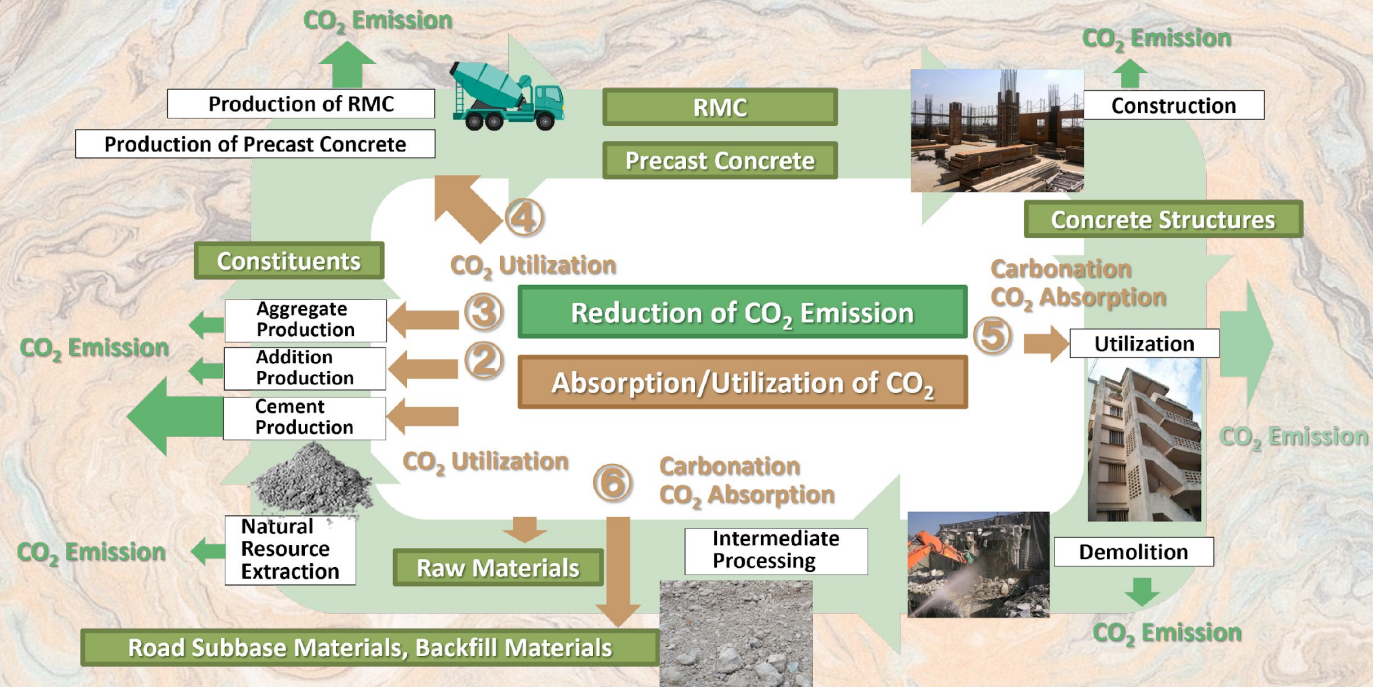 CO₂ Emission
CO₂ Emission
Production of RMC
RMC
Construction
Production of Precast Concrete
Precast Concrete
④
Concrete Structures
Constituents
CO₂ Utilization
Carbonation
CO₂ Absorption
Aggregate
Production
③
Reduction of CO₂ Emission
⑤
Utilization
CO₂ Emission
Addition
Production
②
Absorption/Utilization of CO₂
Cement
Production
CO₂ Emission
CO₂ Utilization
⑥
Carbonation
CO₂ Absorption
Natural
Resource
Extraction
CO₂ Emission
Intermediate
Processing
Demolition
Raw Materials
CO₂ Emission
Road Subbase Materials, Backfill Materials